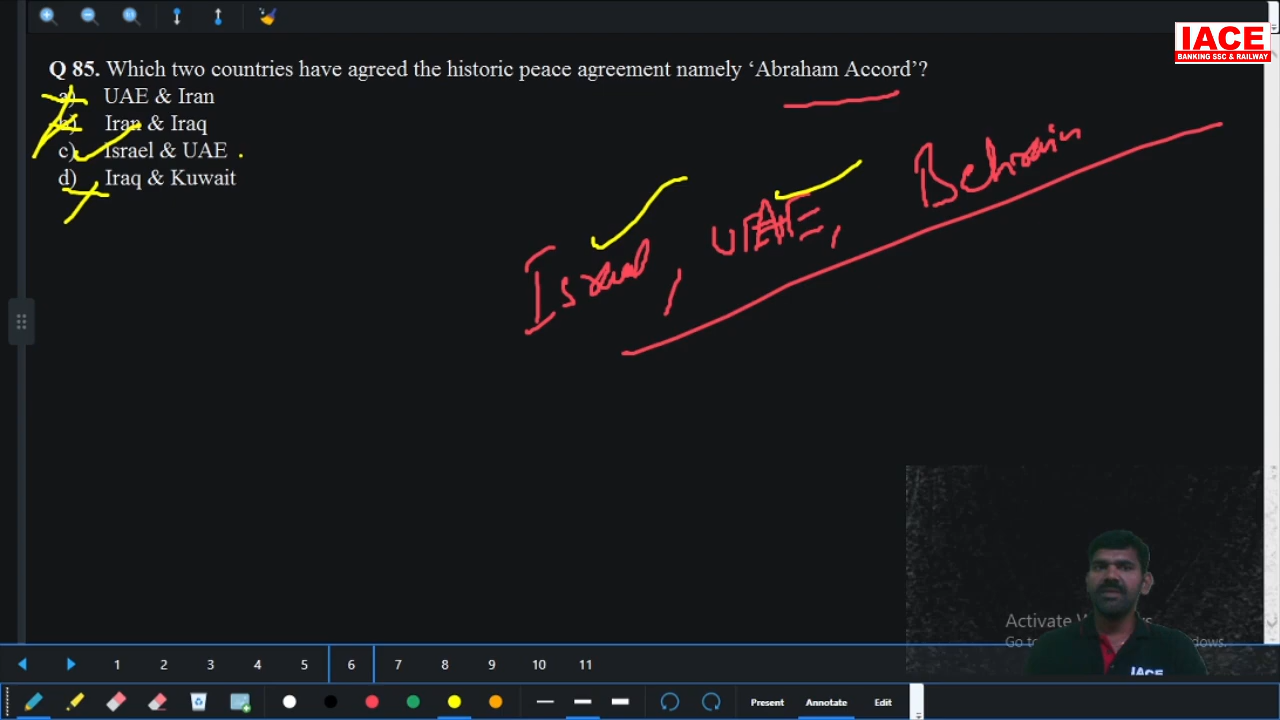 IACE
BANKING SSC & RAILWAY
Q 85. Which two countries have agreed the historic peace agreement namely ‘Abraham Accord’?
a) UAE & Iran
b) Iran & Iraq
c) Israel & UAE
d) Iraq & Kuwait
Israel, UAE, Behrain
IACE
1 2 3 4 5 6 7 8 9 10 11
Present Annotate Edit